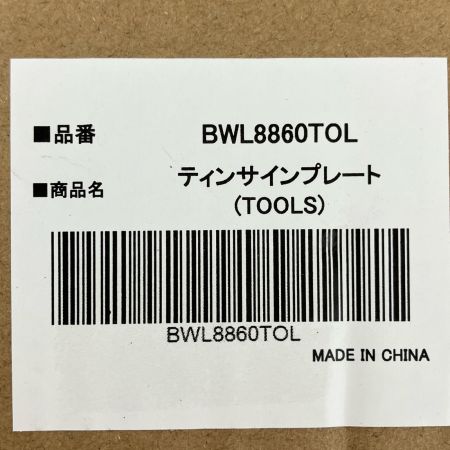 ■品番 BWL8860TOL
■商品名 ティンサインプレート
(TOOLS)
BWL8860TOL
MADE IN CHINA